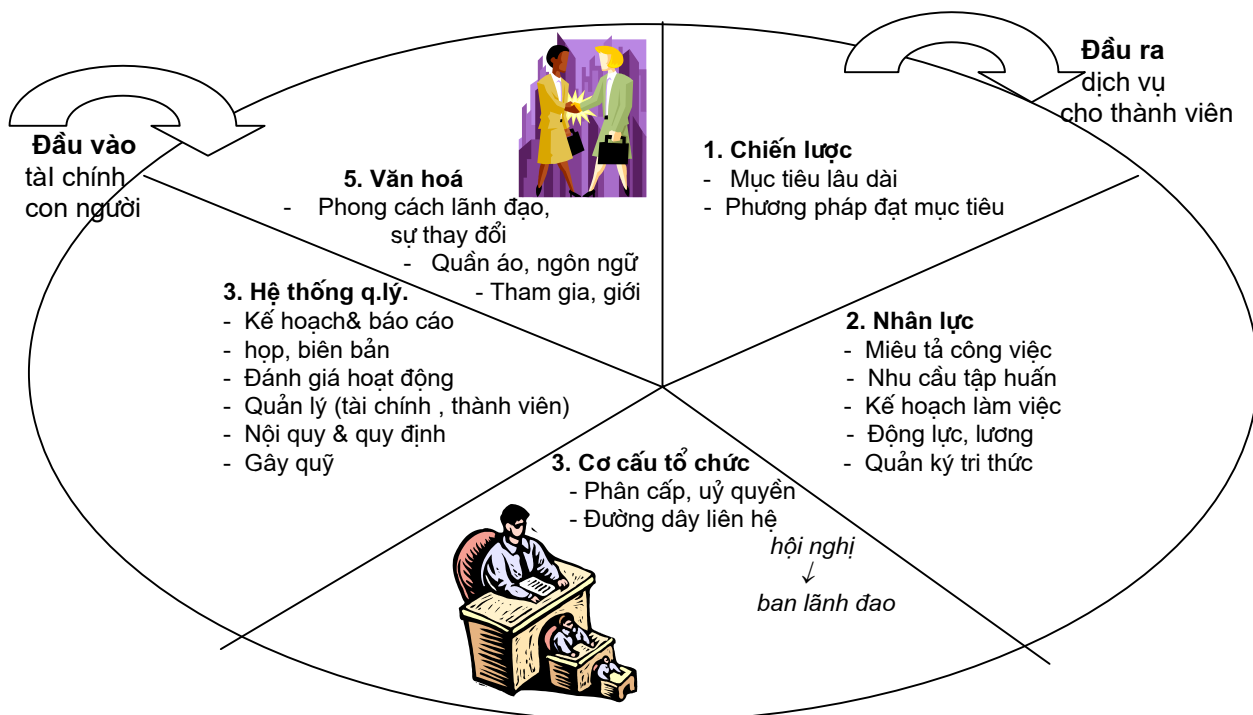 Đầu vào
tàI chính
con người
Đầu ra
dịch vụ
cho thành viên
1. Chiến lược
- Mục tiêu lâu dài
- Phương pháp đạt mục tiêu
5. Văn hoá
- Phong cách lãnh đạo,
sự thay đổi
- Quần áo, ngôn ngữ
- Tham gia, giới
3. Hệ thống q.lý.
- Kế hoạch& báo cáo
- họp, biên bản
- Đánh giá hoạt động
- Quản lý (tài chính , thành viên)
- Nội quy & quy định
- Gây quỹ
2. Nhân lực
- Miêu tả công việc
- Nhu cầu tập huấn
- Kế hoạch làm việc
- Động lực, lương
- Quản ký tri thức
3. Cơ cấu tổ chức
- Phân cấp, uỷ quyền
- Đường dây liên hệ
hội nghị
↓
ban lãnh đao